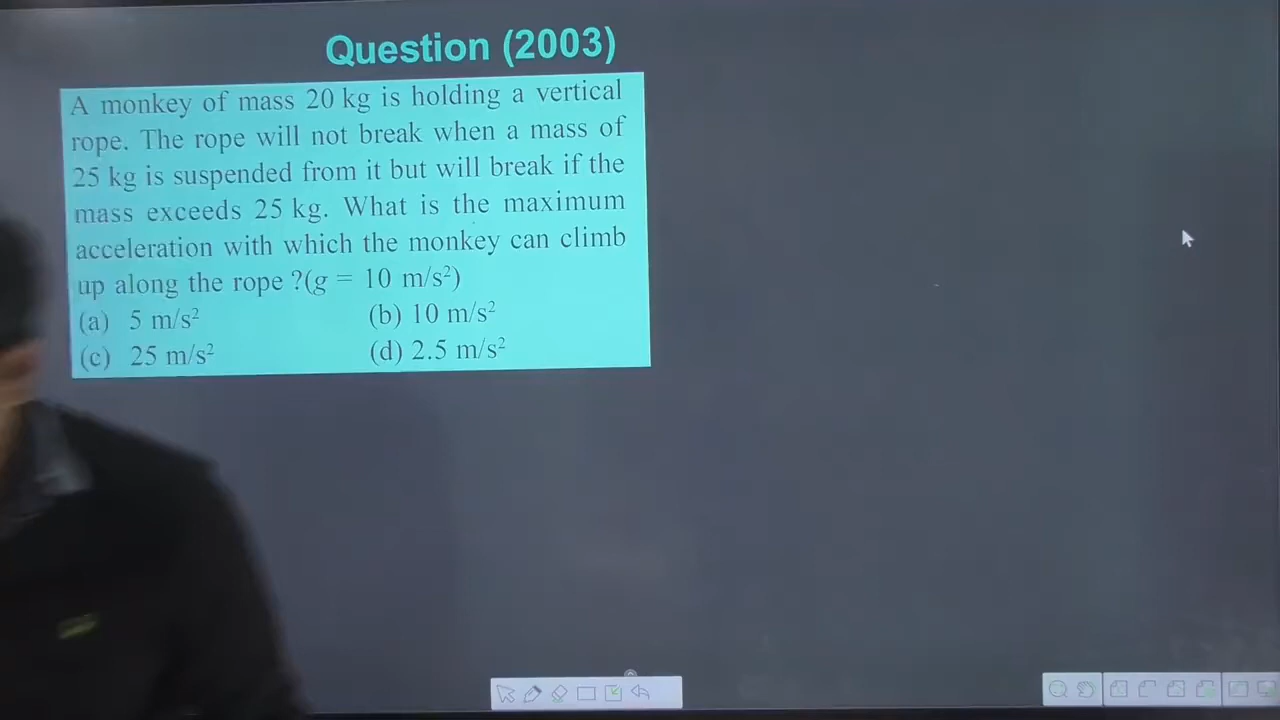 Question (2003)
A monkey of mass 20 kg is holding a vertical
rope. The rope will not break when a mass of
25 kg is suspended from it but will break if the
mass exceeds 25 kg. What is the maximum
acceleration with which the monkey can climb
up along the rope ?(g = 10 m/s²)
(a) 5 m/s² (b) 10 m/s²
(c) 25 m/s² (d) 2.5 m/s²